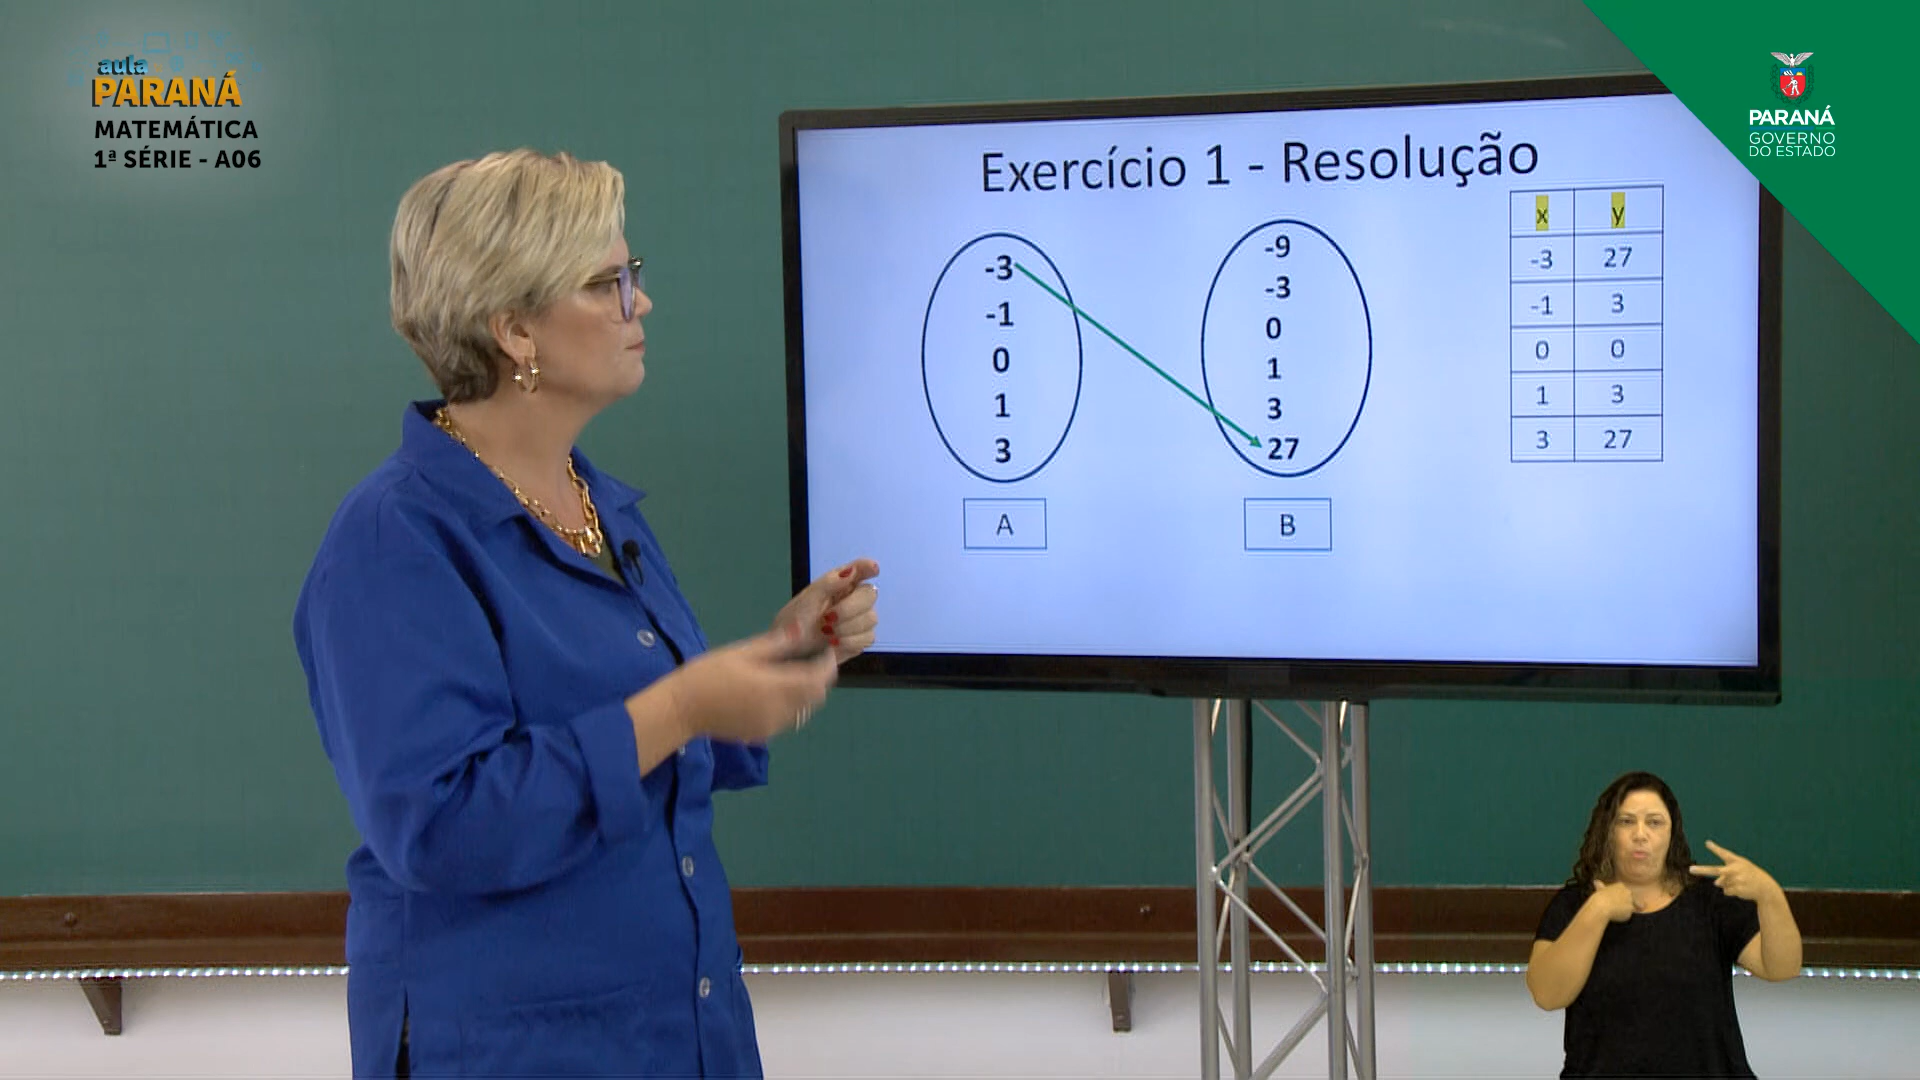 aula
PARANÁ
MATEMÁTICA
1ª SÉRIE - A06
PARANÁ
GOVERNO
DO ESTADO
Exercício 1 - Resolução
-3
-1
0
1
3
A
-9
-3
0
1
3
27
B
x y
-3 27
-1 3
0 0
1 3
3 27